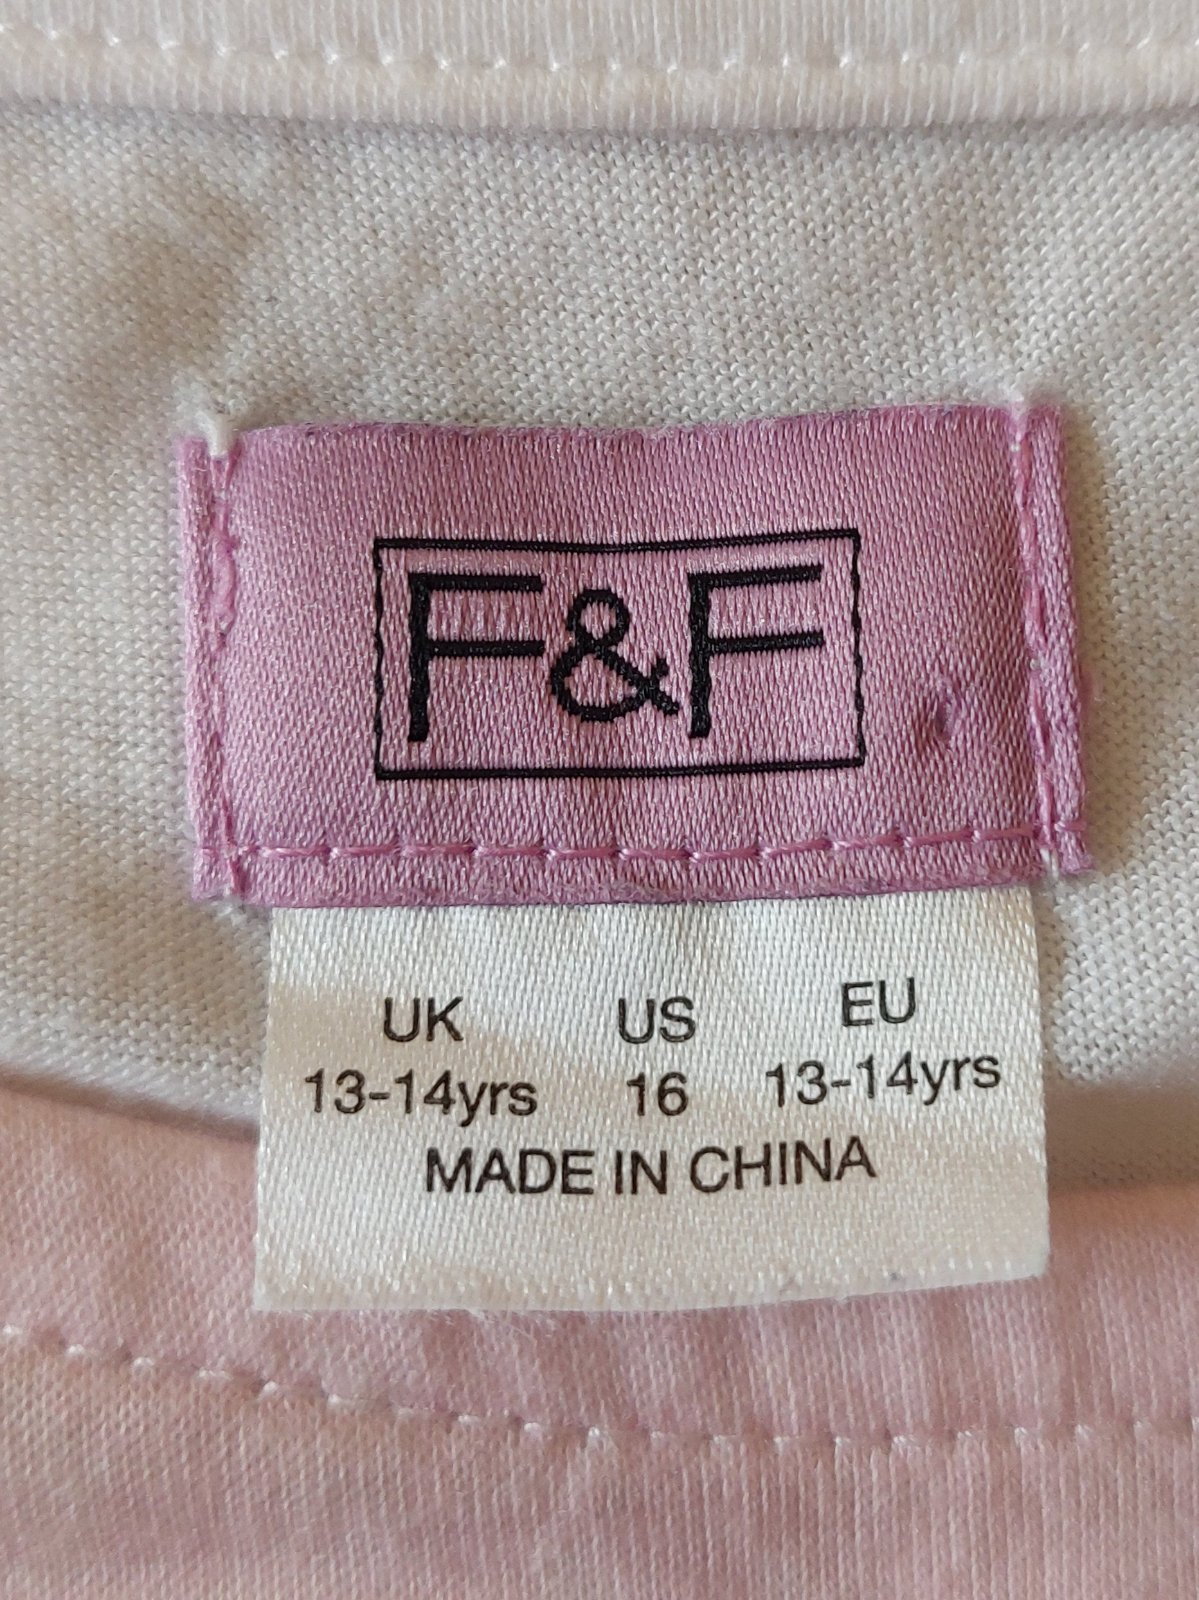 F&F
UK US EU
13-14yrs 16 13-14yrs
MADE IN CHINA